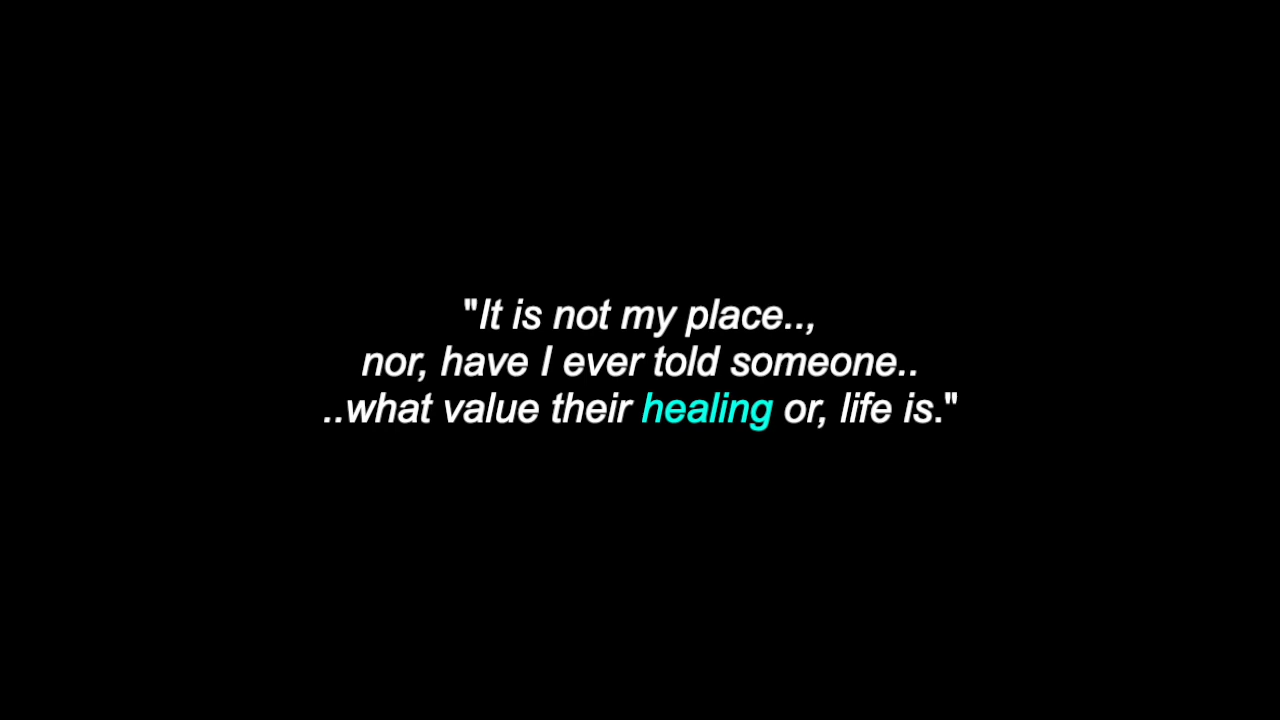 "It is not my place..,
nor, have I ever told someone..
..what value their healing or, life is."